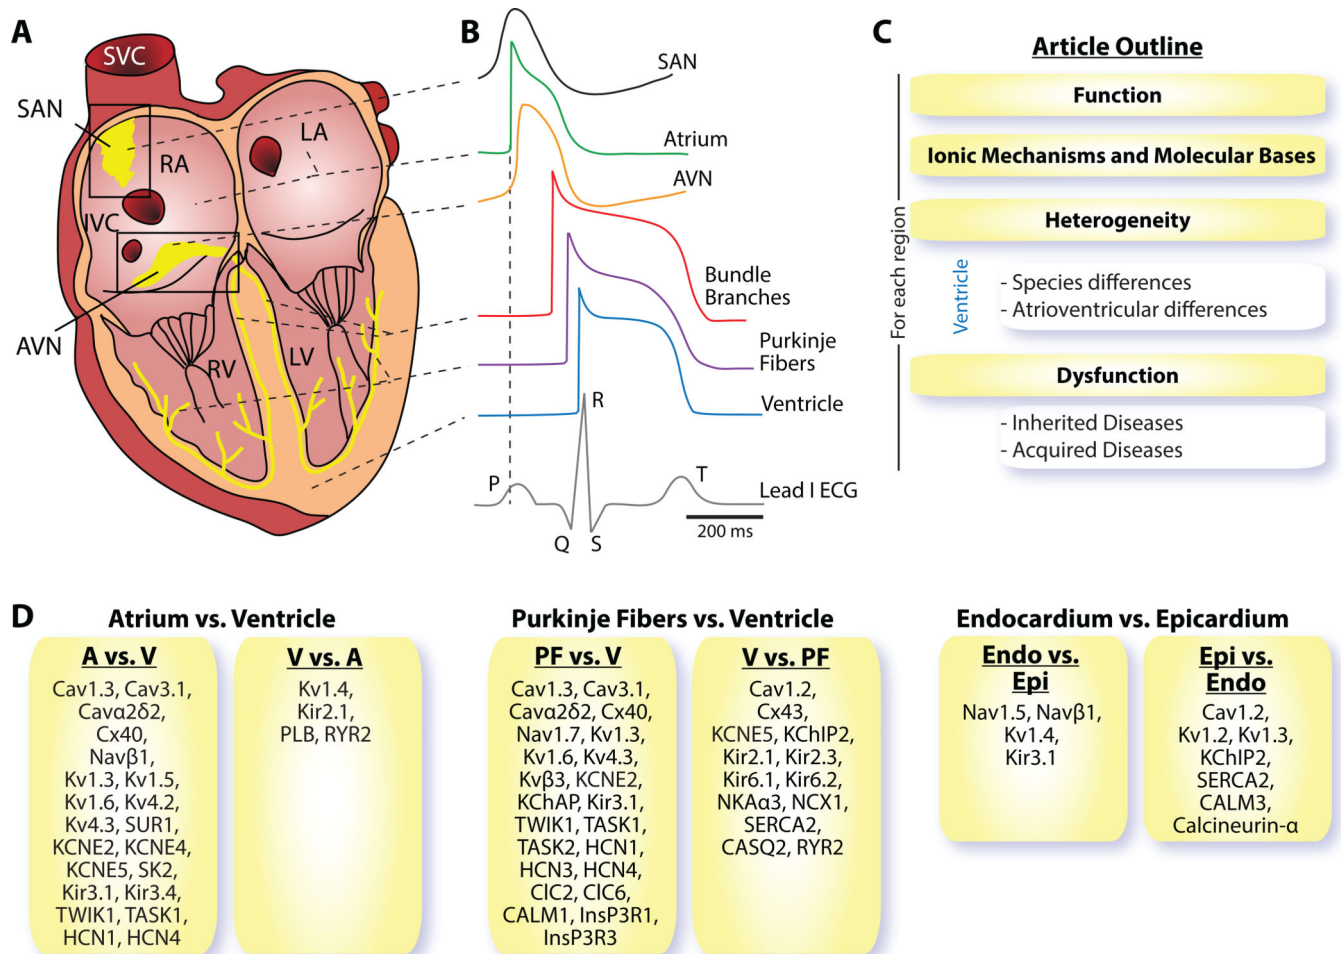 A
SVC
SAN
RA
LA
IVC
AVN
RV
LV
B
SAN
Atrium
AVN
Bundle
Branches
Purkinje
Fibers
Ventricle
R
P
T
Lead I ECG
Q
S
200 ms
C
Article Outline
For each region
Function
Ionic Mechanisms and Molecular Bases
Heterogeneity
Ventricle
- Species differences
- Atrioventricular differences
Dysfunction
- Inherited Diseases
- Acquired Diseases
D
Atrium vs. Ventricle
A vs. V
Cav1.3, Cav3.1,
Cavα2δ2,
Cx40,
Navβ1,
Kv1.3, Kv1.5,
Kv1.6, Kv4.2,
Kv4.3, SUR1,
KCNE2, KCNE4,
KCNE5, SK2,
Kir3.1, Kir3.4,
TWIK1, TASK1,
HCN1, HCN4
V vs. A
Kv1.4,
Kir2.1,
PLB, RYR2
Purkinje Fibers vs. Ventricle
PF vs. V
Cav1.3, Cav3.1,
Cavα2δ2, Cx40,
Nav1.7, Kv1.3,
Kv1.6, Kv4.3,
Kvβ3, KCNE2,
KChAP, Kir3.1,
TWIK1, TASK1,
TASK2, HCN1,
HCN3, HCN4,
ClC2, ClC6,
CALM1, InsP3R1,
InsP3R3
V vs. PF
Cav1.2,
Cx43,
KCNE5, KChIP2,
Kir2.1, Kir2.3,
Kir6.1, Kir6.2,
NKAα3, NCX1,
SERCA2,
CASQ2, RYR2
Endocardium vs. Epicardium
Endo vs.
Epi
Nav1.5, Navβ1,
Kv1.4,
Kir3.1
Epi vs.
Endo
Cav1.2,
Kv1.2, Kv1.3,
KChIP2,
SERCA2,
CALM3,
Calcineurin-α